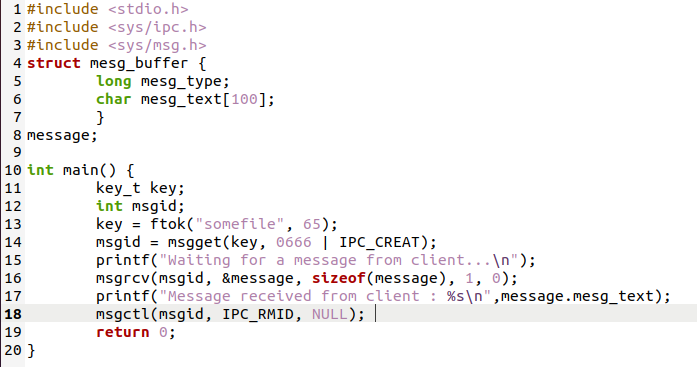 1 #include <stdio.h>
2 #include <sys/ipc.h>
3 #include <sys/msg.h>
4 struct mesg_buffer {
5         long mesg_type;
6         char mesg_text[100];
7         }
8 message;
9
10 int main() {
11         key_t key;
12         int msgid;
13         key = ftok("somefile", 65);
14         msgid = msgget(key, 0666 | IPC_CREAT);
15         printf("Waiting for a message from client...\n");
16         msgrcv(msgid, &message, sizeof(message), 1, 0);
17         printf("Message received from client : %s\n",message.mesg_text);
18         msgctl(msgid, IPC_RMID, NULL);
19         return 0;
20 }